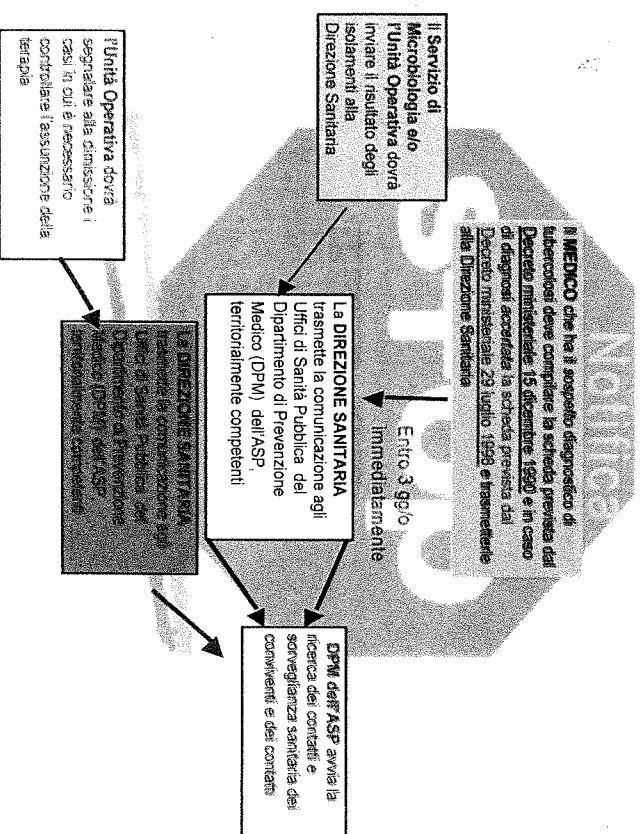 Notifica
STOP
Il MEDICO che ha il sospetto diagnostico di
tubercolosi deve compilare la scheda prevista dal
Decreto ministeriale 15 dicembre 1990 e in caso
di diagnosi accertata la scheda prevista dal
Decreto ministeriale 29 luglio 1998 e trasmetterle
alla Direzione Sanitaria
Il Servizio di
Microbiologia e/o
l'Unità Operativa dovrà
inviare il risultato degli
isolamenti alla
Direzione Sanitaria
Entro 3 gg/o
immediatamente
La DIREZIONE SANITARIA
trasmette la comunicazione agli
Uffici di Sanità Pubblica del
Dipartimento di Prevenzione
Medico (DPM) dell'ASP,
territorialmente competenti
DPM dell'ASP avvia la
ricerca dei contatti e
sorveglianza sanitaria dei
conviventi e dei contatti
l'Unità Operativa dovrà
segnalare alla dimissione i
casi in cui è necessario
controllare l'assunzione della
terapia
La DIREZIONE SANITARIA
trasmette la comunicazione agli
Uffici di Sanità Pubblica del
Dipartimento di Prevenzione
Medico (DPM) dell'ASP
territorialmente competenti